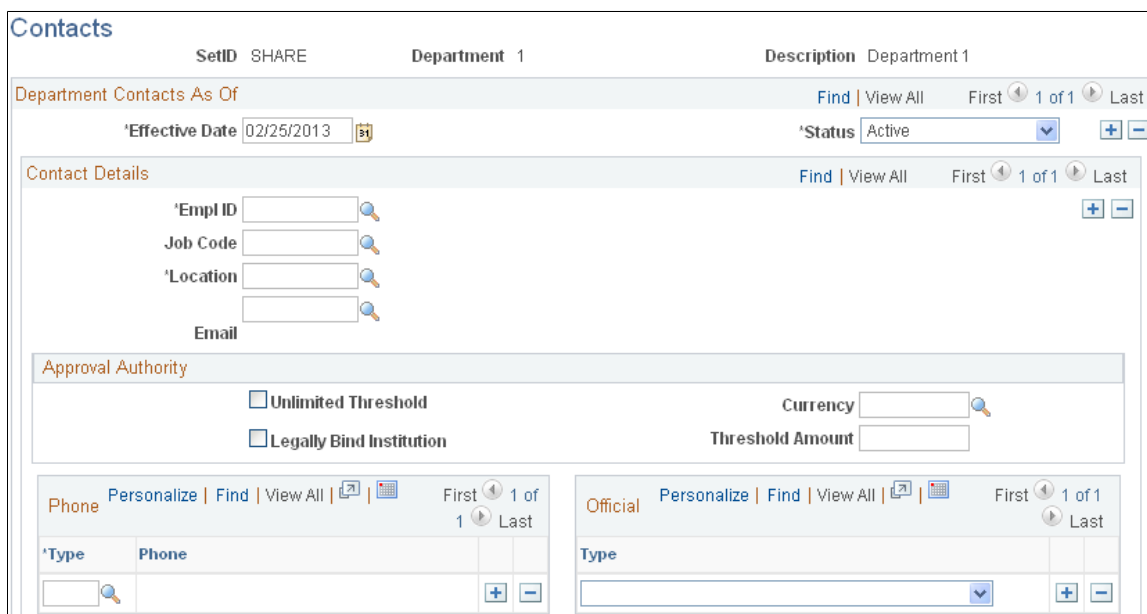 Contacts
SetID SHARE Department 1 Description Department 1
Department Contacts As Of Find | View All First 1 of 1 Last
*Effective Date 02/25/2013 31 *Status Active
Contact Details Find | View All First 1 of 1 Last
*Empl ID
Job Code
*Location
Email
Approval Authority
Unlimited Threshold Currency
Legally Bind Institution Threshold Amount
Phone Personalize | Find | View All | | First 1 of 1 Last
Official Personalize | Find | View All | | First 1 of 1 Last
*Type Phone Type